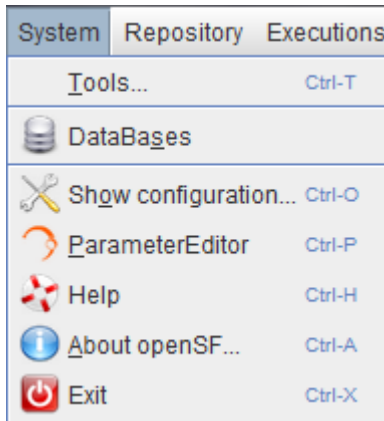 System Repository Executions
Tools... Ctrl-T
DataBases
Show configuration... Ctrl-O
ParameterEditor Ctrl-P
Help Ctrl-H
About openSF... Ctrl-A
Exit Ctrl-X